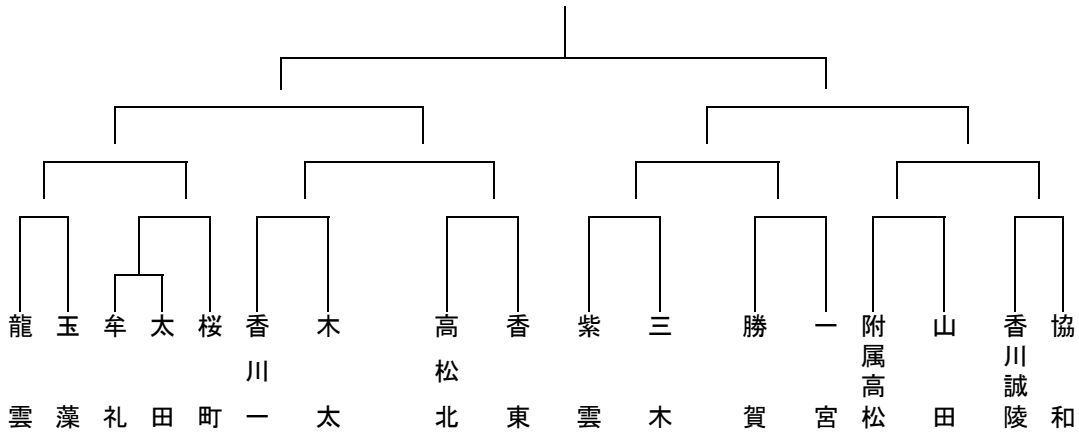 龍雲
玉藻
牟礼
太田
桜町
香川一
木太
高松北
香東
紫雲
三木
勝賀
一宮
附属高松
山田
香川誠陵
協和